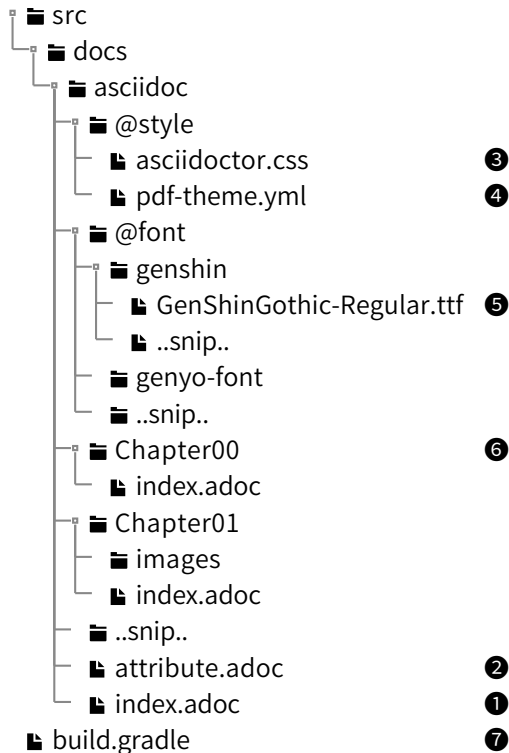 src
docs
asciidoc
@style
asciidoctor.css ❸
pdf-theme.yml ❹
@font
genshin
GenShinGothic-Regular.ttf ❺
..snip..
genyo-font
..snip..
Chapter00 ❻
index.adoc
Chapter01
images
index.adoc
..snip..
attribute.adoc ❷
index.adoc ❶
build.gradle ❼